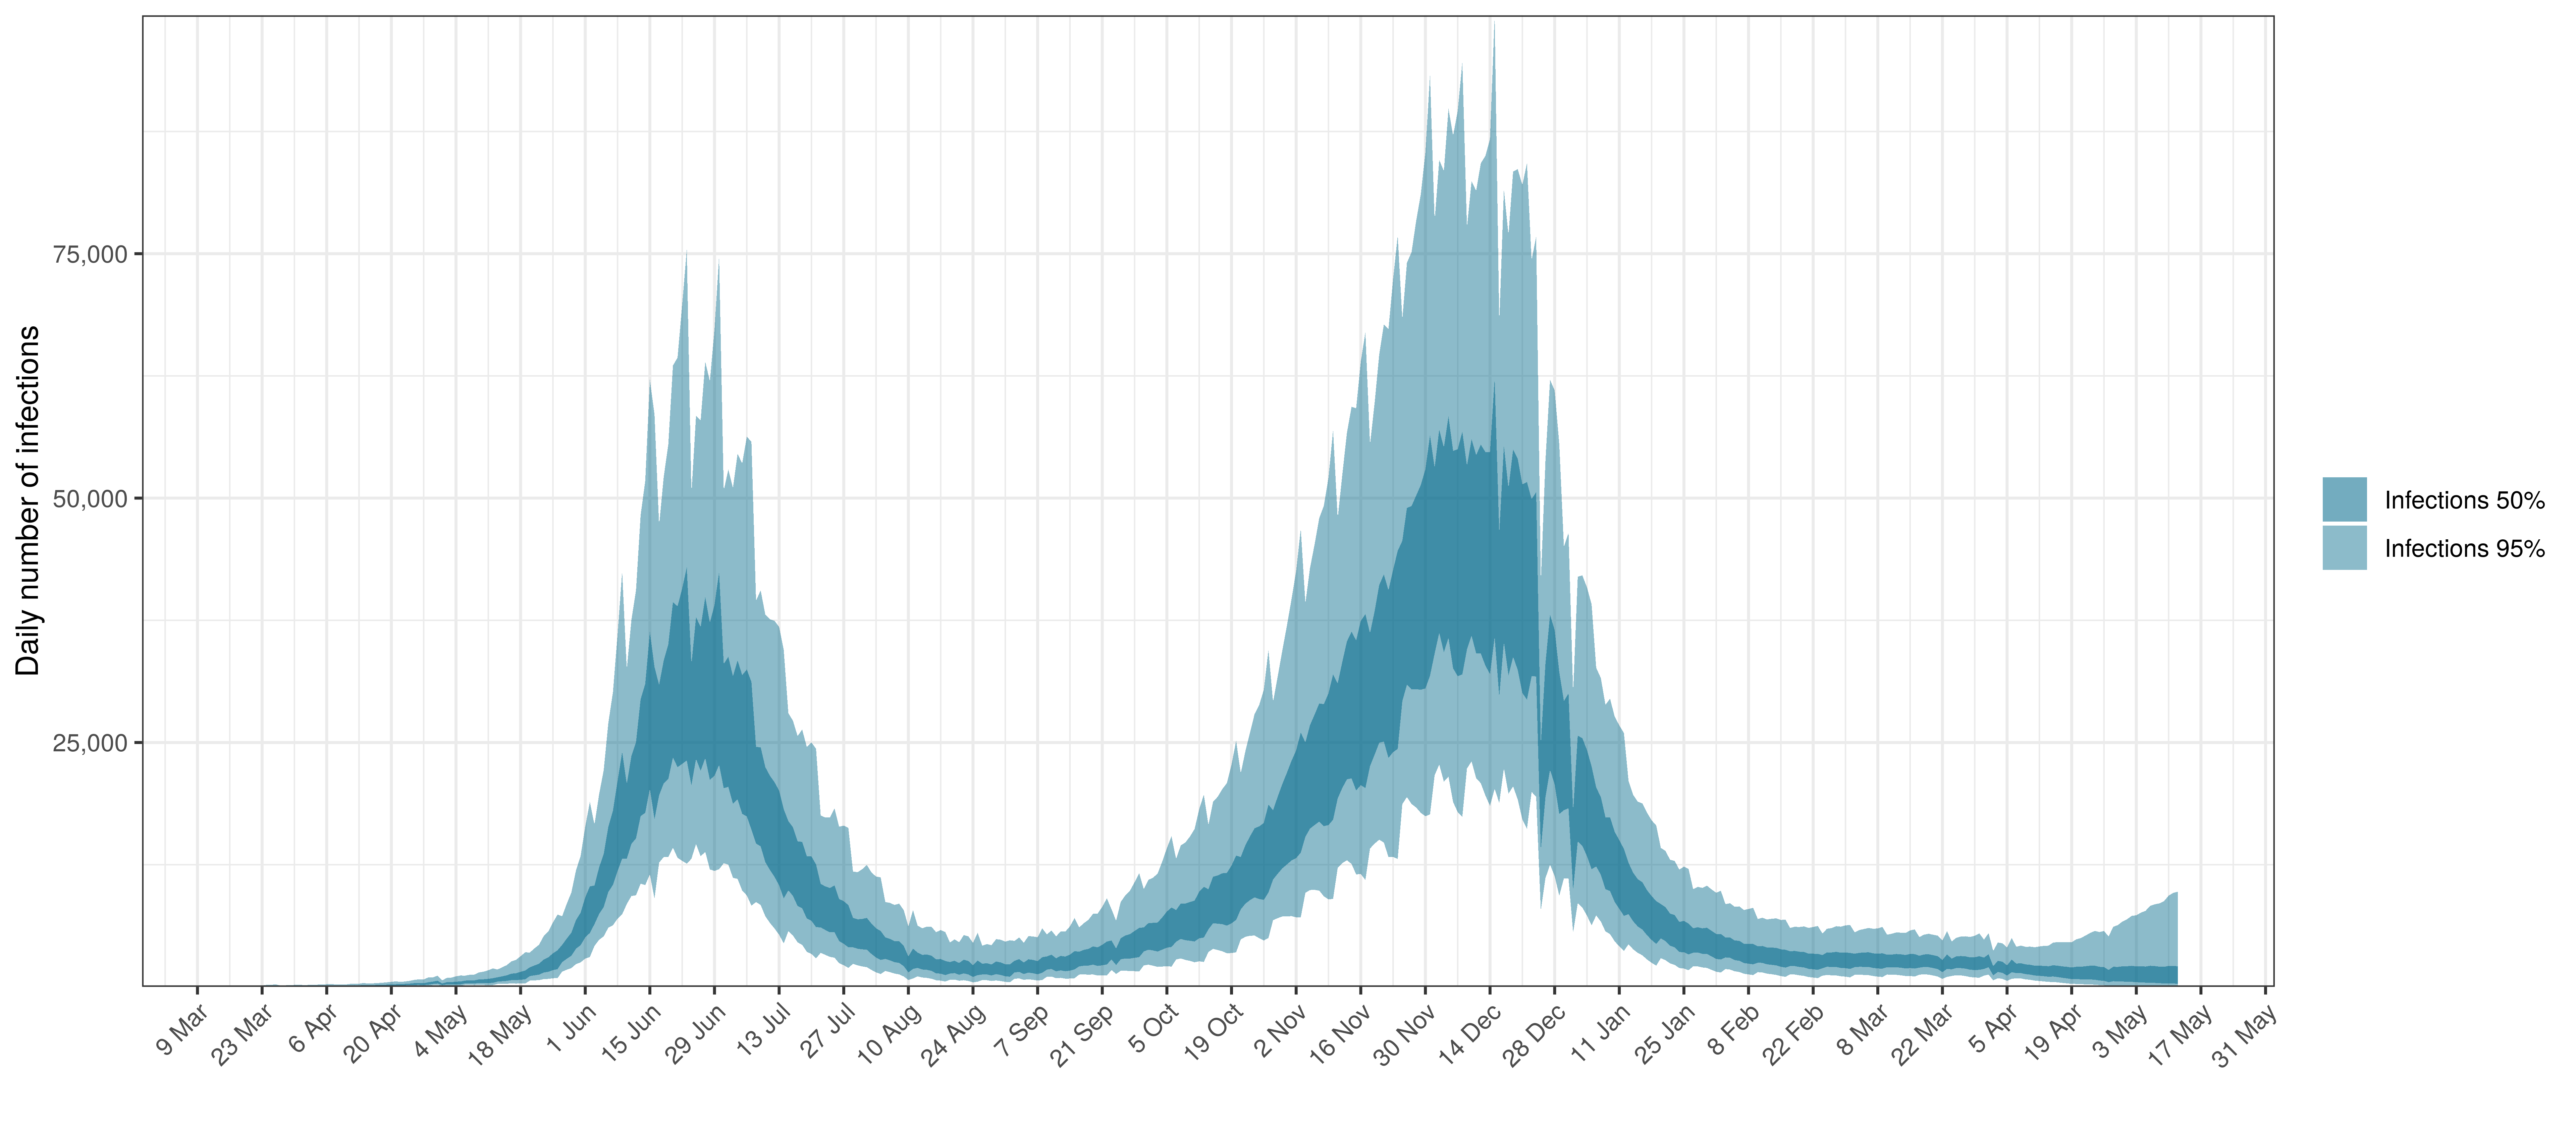 Daily number of infections
75,000
50,000
25,000
9 Mar
23 Mar
6 Apr
20 Apr
4 May
18 May
1 Jun
15 Jun
29 Jun
13 Jul
27 Jul
10 Aug
24 Aug
7 Sep
21 Sep
5 Oct
19 Oct
2 Nov
16 Nov
30 Nov
14 Dec
28 Dec
11 Jan
25 Jan
8 Feb
22 Feb
8 Mar
22 Mar
5 Apr
19 Apr
3 May
17 May
31 May
Infections 50%
Infections 95%